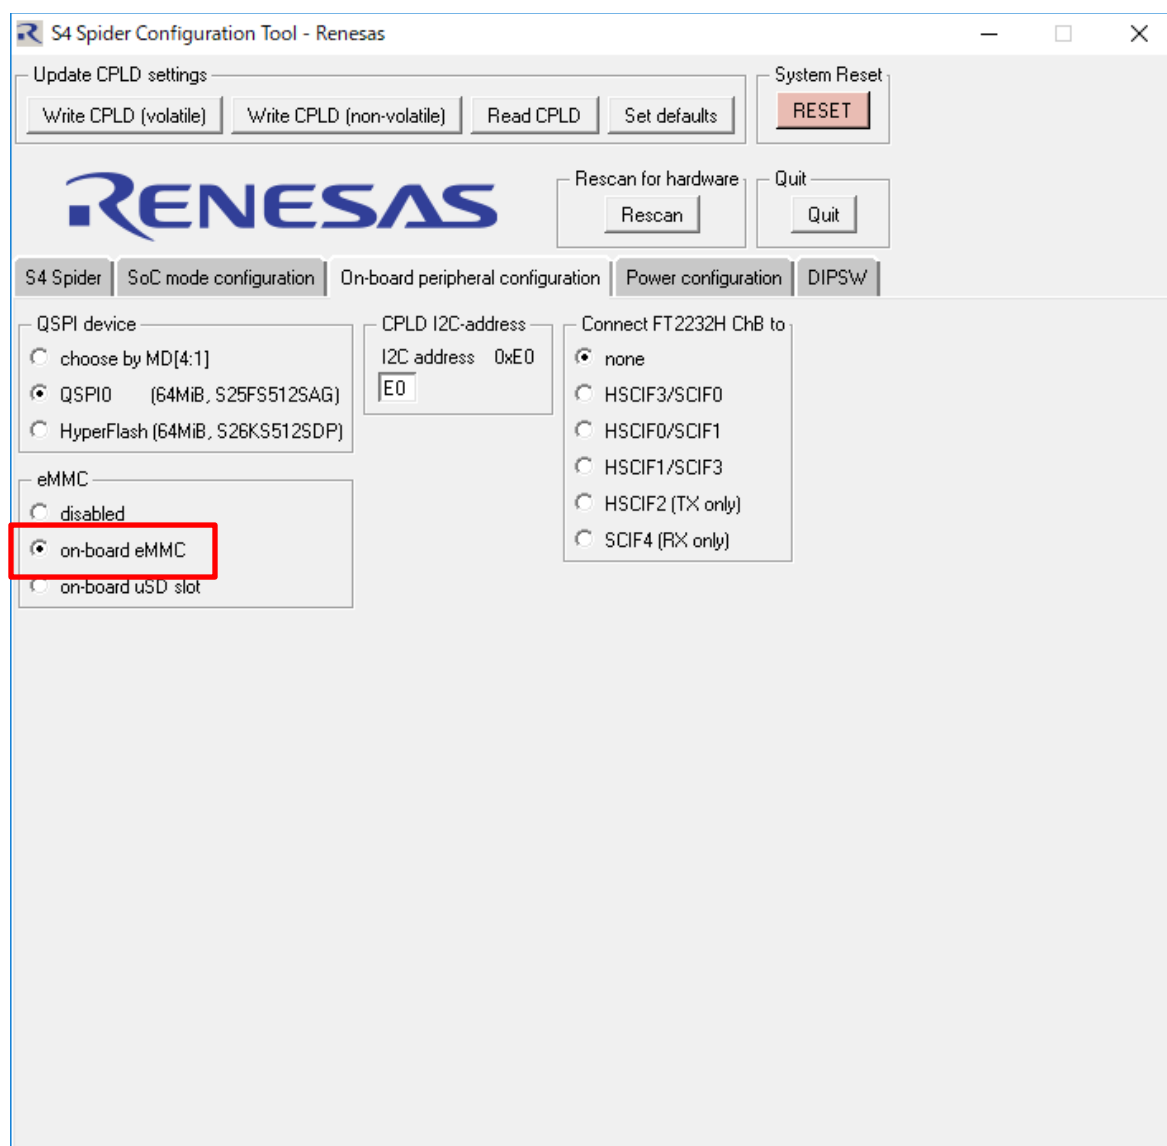 S4 Spider Configuration Tool - Renesas
Update CPLD settings
System Reset
Write CPLD (volatile)
Write CPLD (non-volatile)
Read CPLD
Set defaults
RESET
RENESAS
Rescan for hardware
Quit
Rescan
Quit
S4 Spider
SoC mode configuration
On-board peripheral configuration
Power configuration
DIPSW
QSPI device
choose by MD[4:1]
QSPI0 (64MiB, S25FS512SAG)
HyperFlash (64MiB, S26KS512SDP)
CPLD I2C-address
I2C address 0xE0
E0
Connect FT2232H ChB to
none
HSCIF3/SCIF0
HSCIF0/SCIF1
HSCIF1/SCIF3
HSCIF2 (TX only)
SCIF4 (RX only)
eMMC
disabled
on-board eMMC
on-board uSD slot